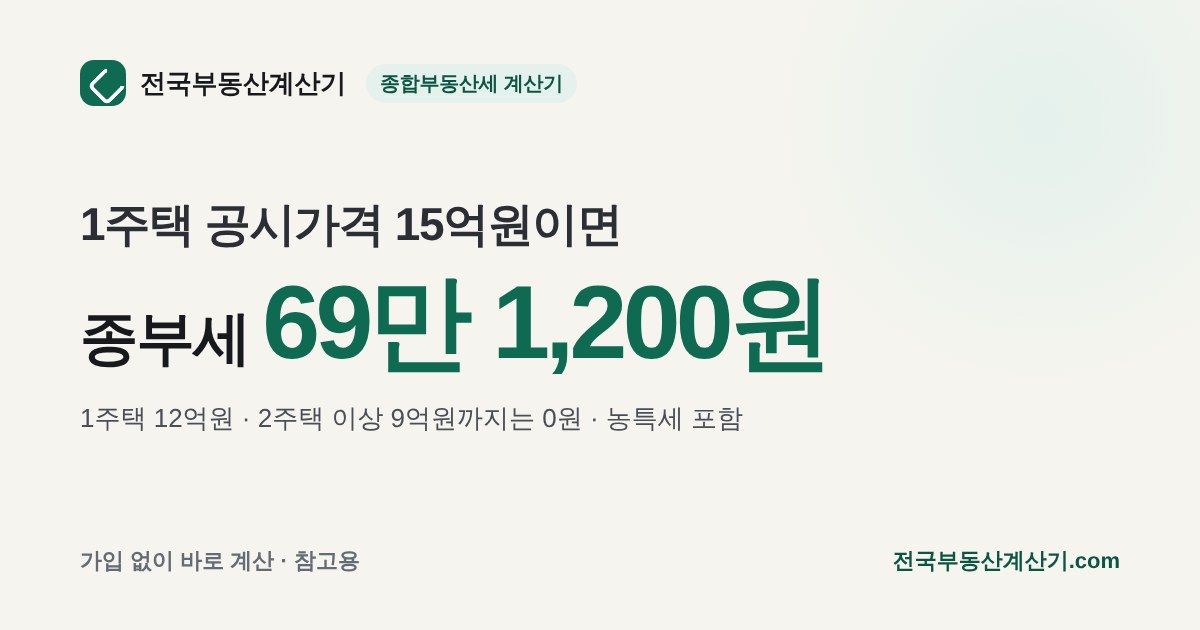 전국부동산계산기 종합부동산세 계산기
1주택 공시가격 15억원이면
종부세 69만 1,200원
1주택 12억원 · 2주택 이상 9억원까지는 0원 · 농특세 포함
가입 없이 바로 계산 · 참고용
전국부동산계산기.com